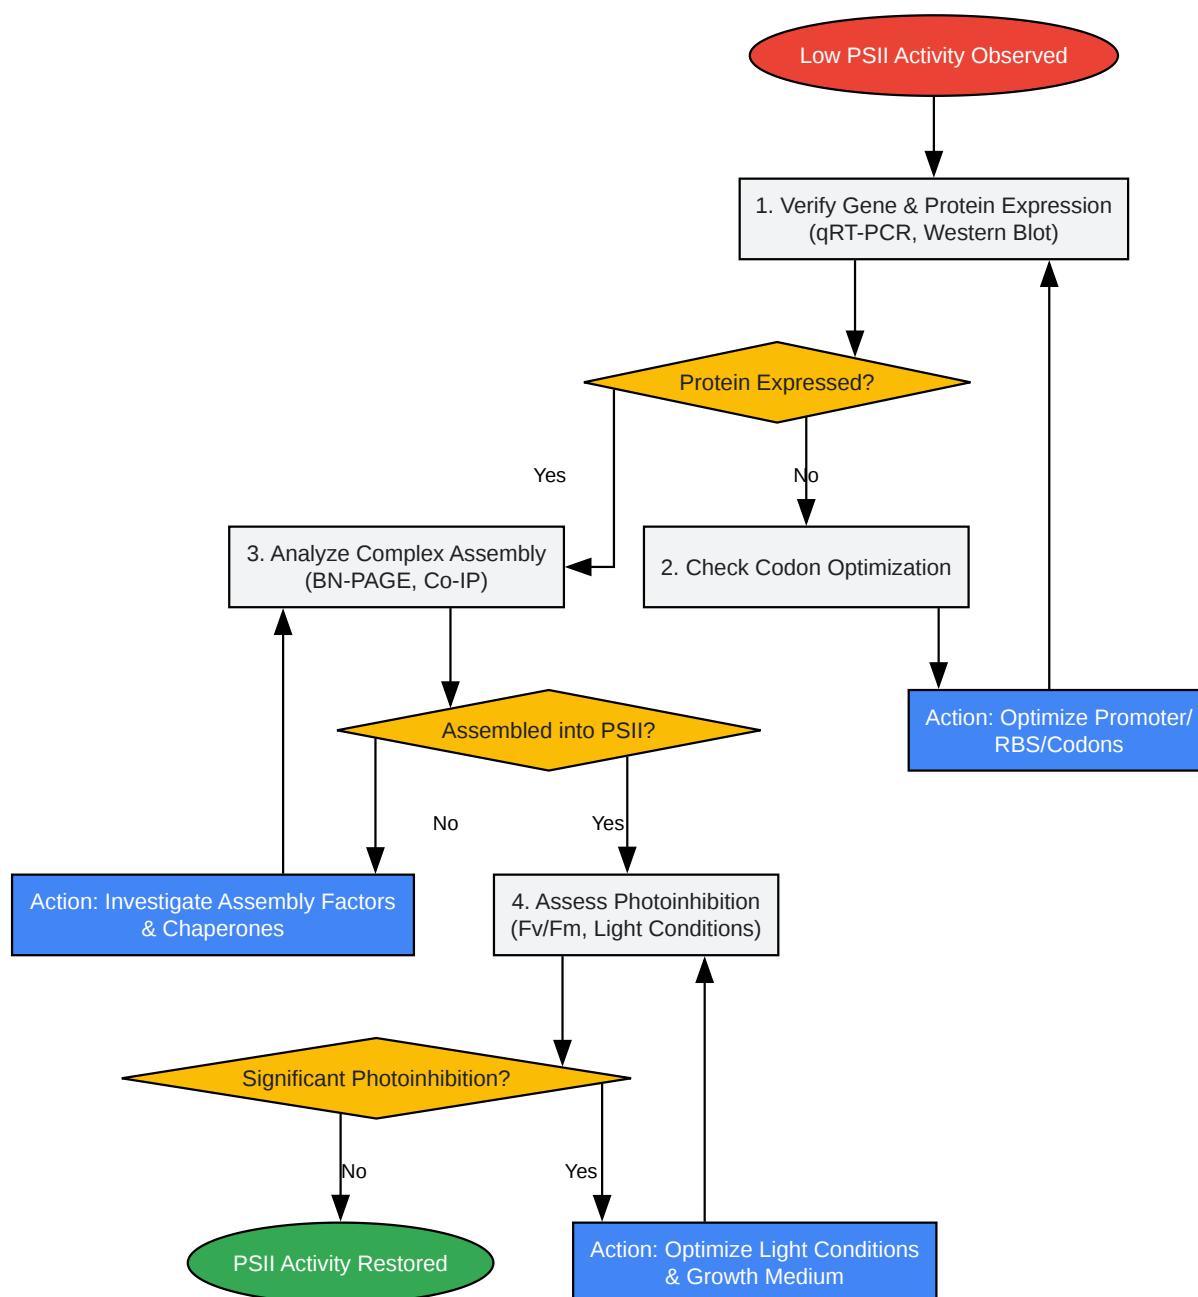 Low PSII Activity Observed
1. Verify Gene & Protein Expression
(qRT-PCR, Western Blot)
Protein Expressed?
Yes
No
3. Analyze Complex Assembly
(BN-PAGE, Co-IP)
2. Check Codon Optimization
Assembled into PSII?
Action: Optimize Promoter/
RBS/Codons
No
Yes
Action: Investigate Assembly Factors
& Chaperones
4. Assess Photoinhibition
(Fv/Fm, Light Conditions)
Significant Photoinhibition?
No
Yes
PSII Activity Restored
Action: Optimize Light Conditions
& Growth Medium